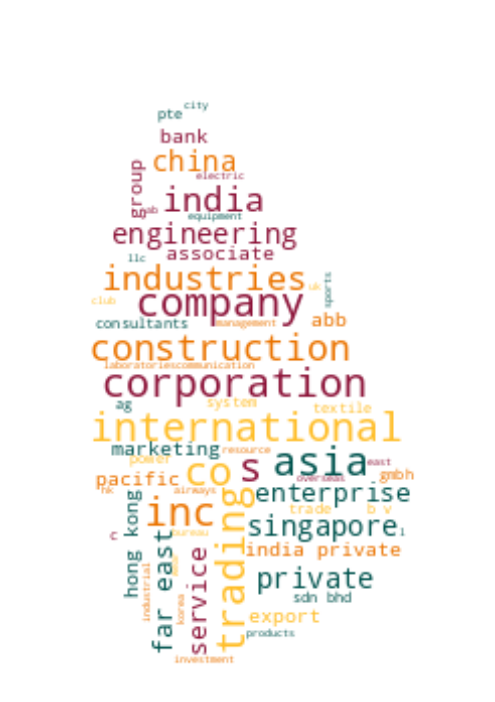 city
pte
bank
china
electric
group
india
ab
equipment
engineering
associate
llc
industries
uk
sports
club
company
consultants
management
abb
construction
laboratories
communication
corporation
ag
system
textile
international
marketing
resource
power
co
s
asia
east
pacific
overseas
gmbh
hk
airways
enterprise
inc
trading
trade
b v
hong kong
singapore
l
c
bureau
far east
service
india private
industrial
korea
private
sdn bhd
export
products
investment